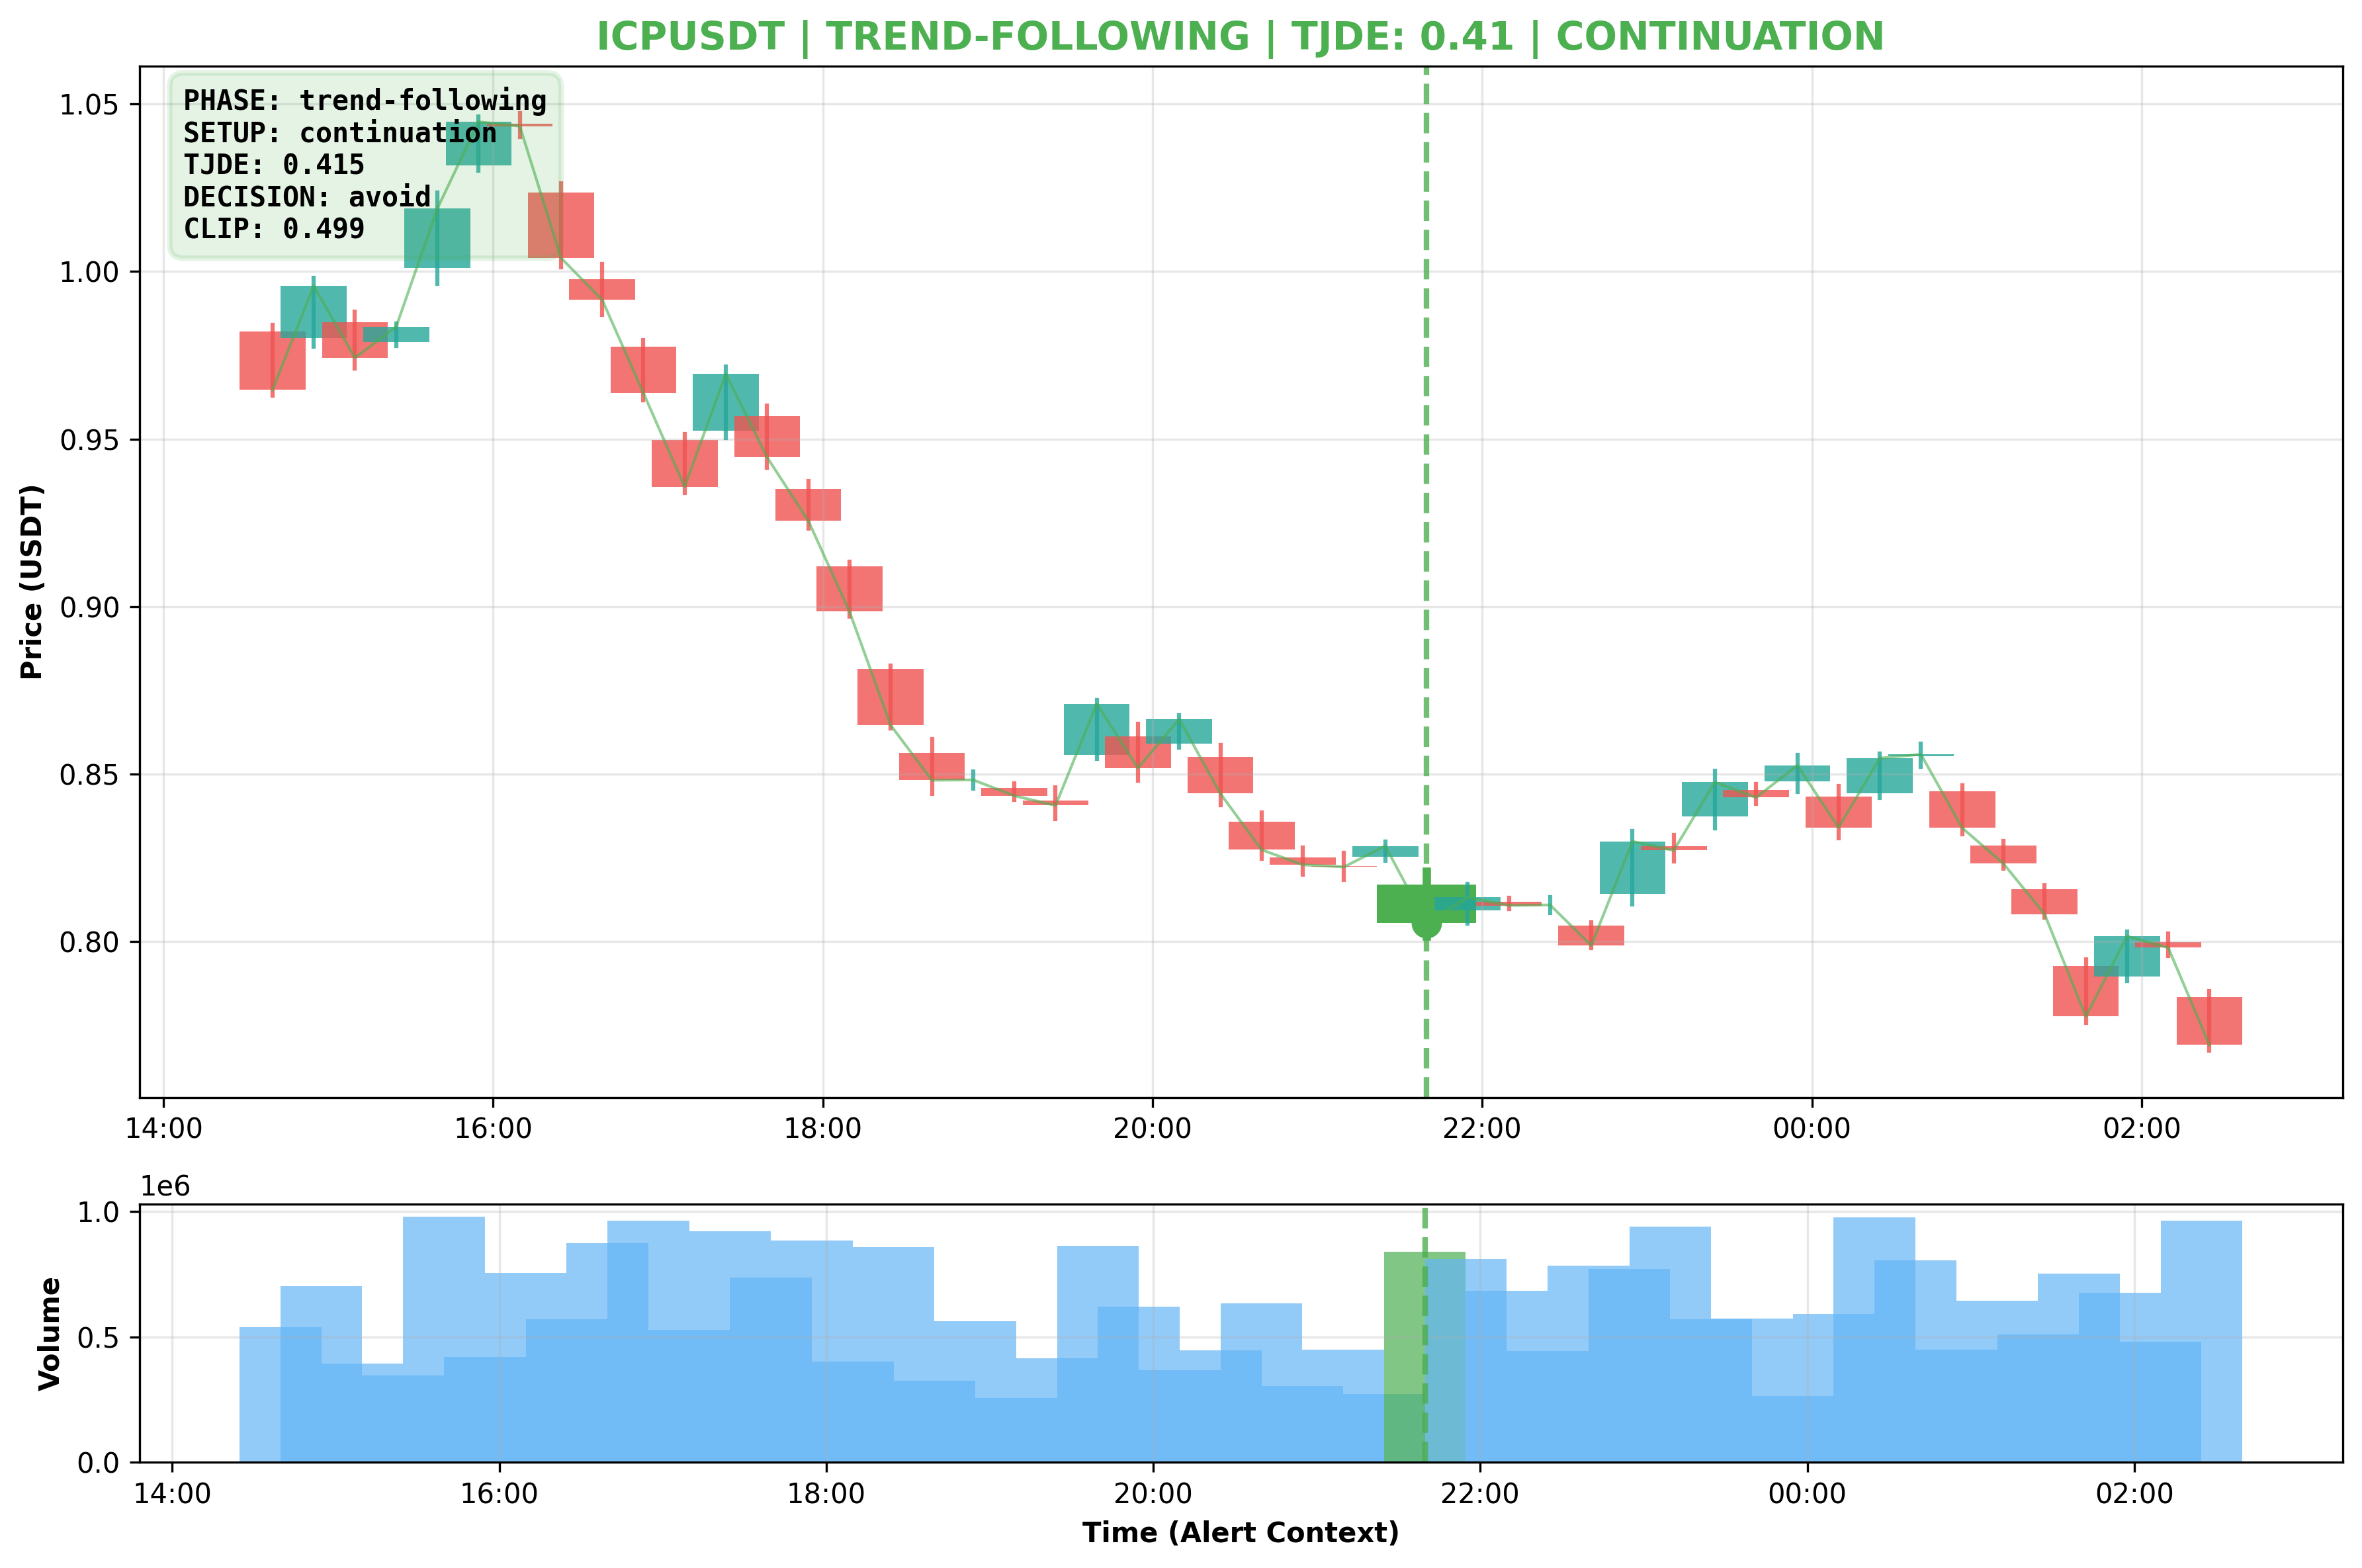 ICPUSDT | TREND-FOLLOWING | TJDE: 0.41 | CONTINUATION
PHASE: trend-following
SETUP: continuation
TJDE: 0.415
DECISION: avoid
CLIP: 0.499
Price (USDT)
1.05
1.00
0.95
0.90
0.85
0.80
14:00 16:00 18:00 20:00 22:00 00:00 02:00
1e6
Volume
1.0
0.5
0.0
14:00 16:00 18:00 20:00 22:00 00:00 02:00
Time (Alert Context)